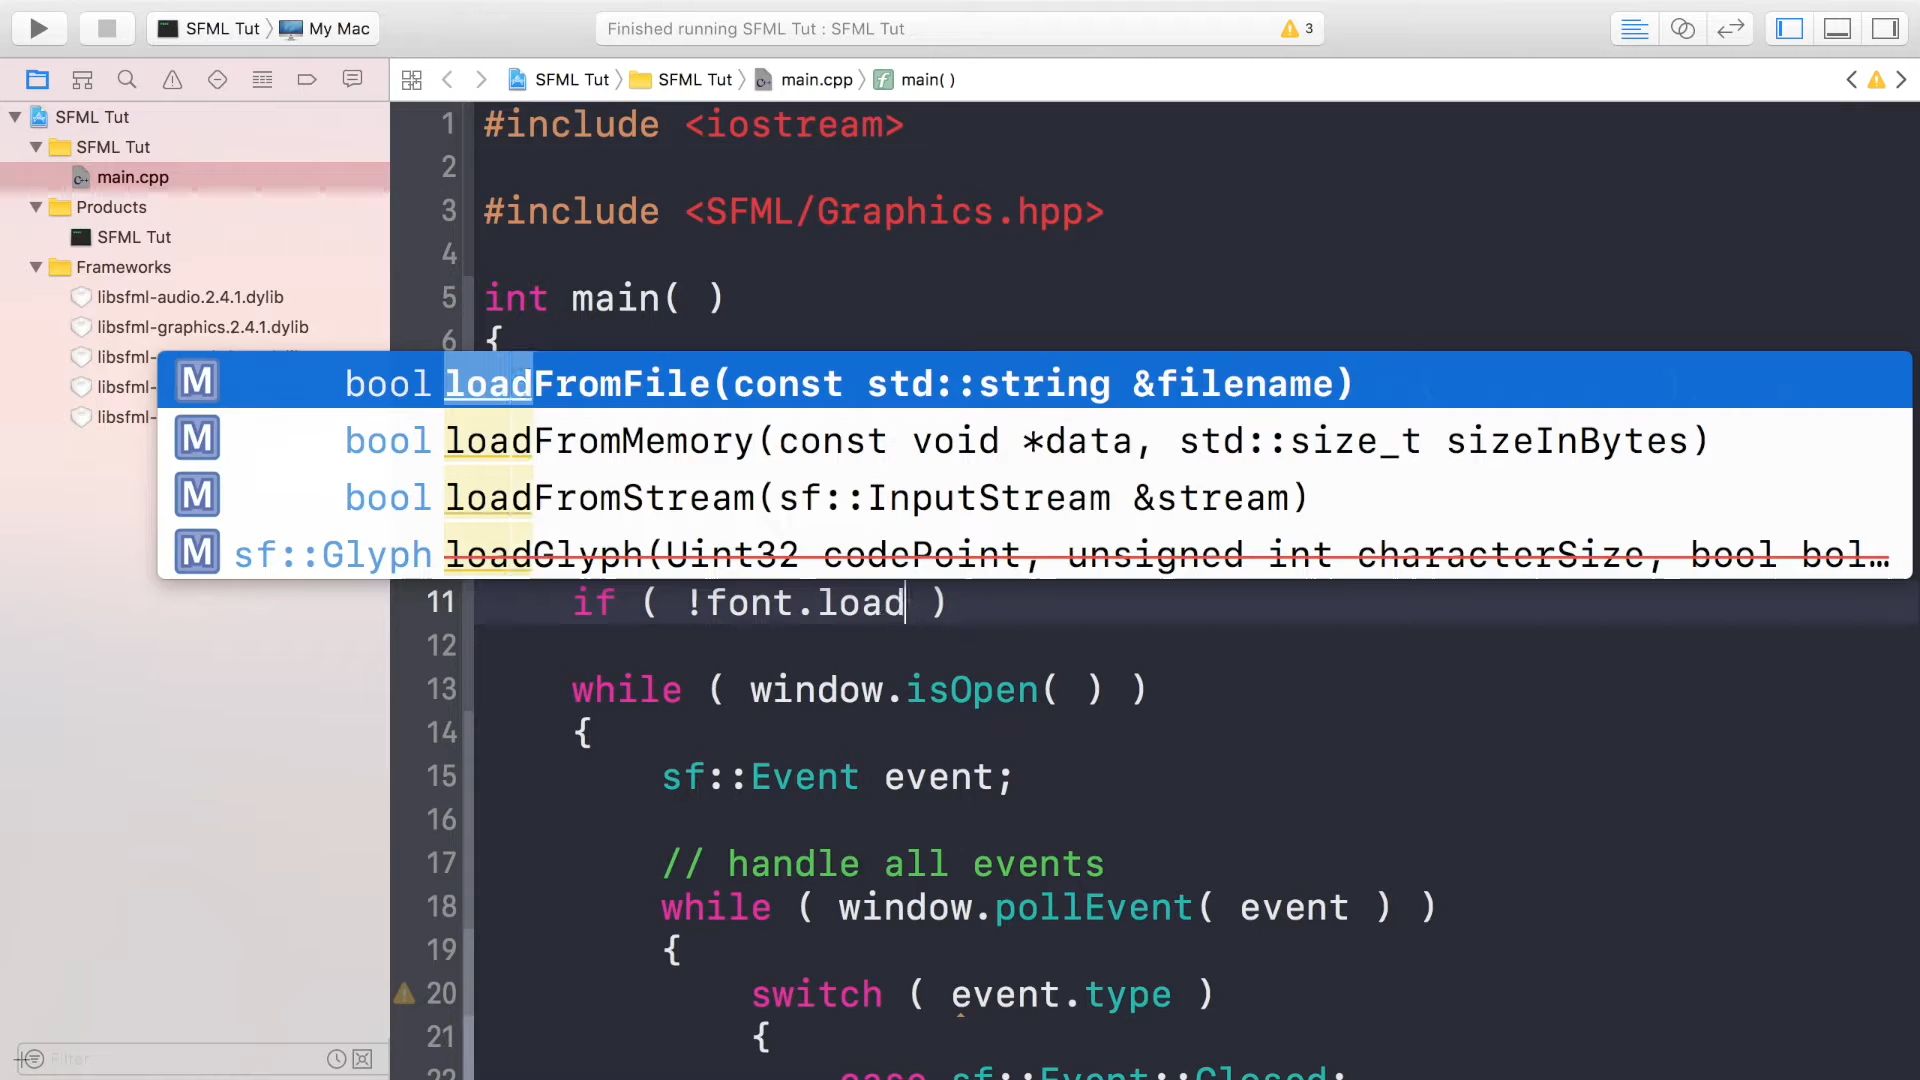 SFML Tut My Mac
Finished running SFML Tut : SFML Tut
3
SFML Tut SFML Tut main.cpp main( )
SFML Tut
SFML Tut
main.cpp
Products
SFML Tut
Frameworks
libsfml-audio.2.4.1.dylib
libsfml-graphics.2.4.1.dylib
libsfml-
libsfml-
libsfml-
Filter
1 #include <iostream>
2
3 #include <SFML/Graphics.hpp>
4
5 int main( )
6 {
M bool loadFromFile(const std::string &filename)
M bool loadFromMemory(const void *data, std::size_t sizeInBytes)
M bool loadFromStream(sf::InputStream &stream)
M sf::Glyph loadGlyph(Uint32 codePoint, unsigned int characterSize, bool bol…
11 if ( !font.load )
12
13 while ( window.isOpen( ) )
14 {
15 sf::Event event;
16
17 // handle all events
18 while ( window.pollEvent( event ) )
19 {
20 switch ( event.type )
21 {
22 case sf::Event::Closed: